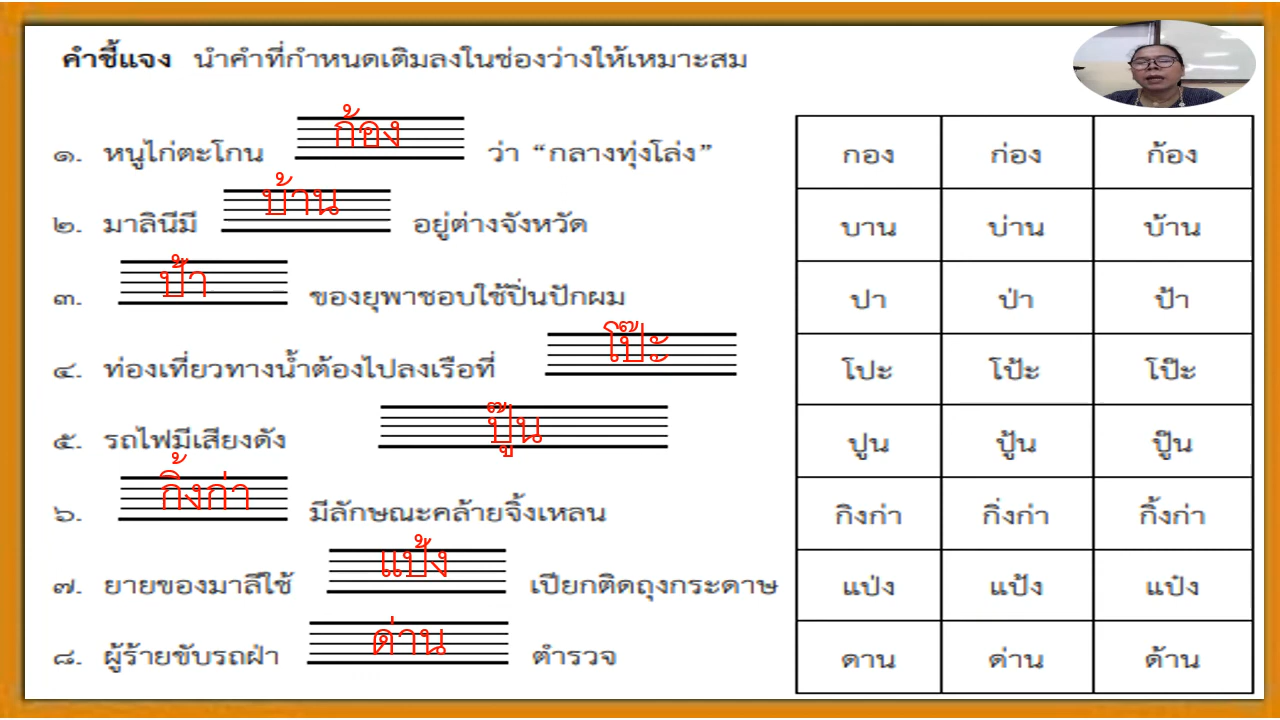 คำชี้แจง นำคำที่กำหนดเติมลงในช่องว่างให้เหมาะสม
๑. หนูไก่ตะโกน ก้อง ว่า “กลางทุ่งโล่ง”
๒. มาลินีมี บ้าน อยู่ต่างจังหวัด
๓. ป้า ของยุพาชอบใช้ปิ่นปักผม
๔. ท่องเที่ยวทางน้ำต้องไปลงเรือที่ โป๊ะ
๕. รถไฟมีเสียงดัง ปู๊น
๖. กิ้งก่า มีลักษณะคล้ายจิ้งเหลน
๗. ยายของมาลีใช้ แป้ง เปียกติดถุงกระดาษ
๘. ผู้ร้ายขับรถฝ่า ด่าน ตำรวจ
กอง ก่อง ก้อง
บาน บ่าน บ้าน
ปา ป่า ป้า
โปะ โป้ะ โป๊ะ
ปูน ปู้น ปู๊น
กิงก่า กิ่งก่า กิ้งก่า
แป่ง แป้ง แป๋ง
ดาน ด่าน ด้าน